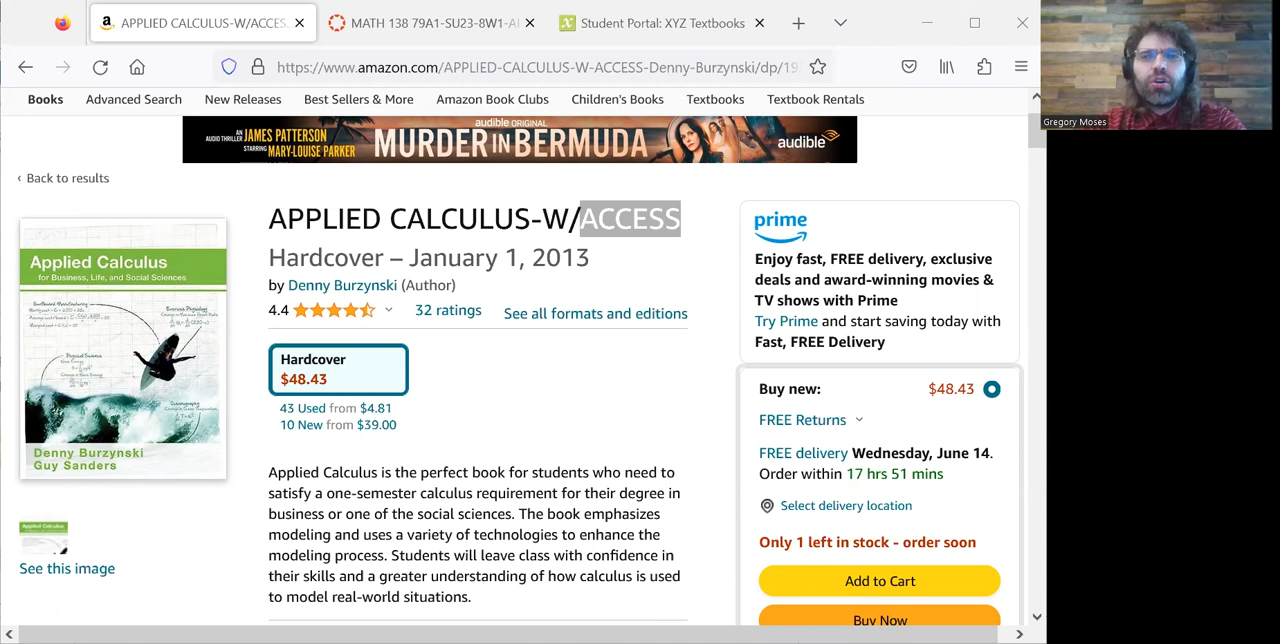 APPLIED CALCULUS-W/ACCES
MATH 138 79A1-SU23-8W1-A
Student Portal: XYZ Textbooks
https://www.amazon.com/APPLIED-CALCULUS-W-ACCESS-Denny-Burzynski/dp/19
Books
Advanced Search
New Releases
Best Sellers & More
Amazon Book Clubs
Children's Books
Textbooks
Textbook Rentals
AN
AUDIO THRILLER
STARRING
JAMES PATTERSON
MARY-LOUISE PARKER
audible ORIGINAL
MURDER IN BERMUDA
audible
‹ Back to results
Applied Calculus
for Business, Life, and Social Sciences
Denny Burzynski
Guy Sanders
Applied Calculus
See this image
APPLIED CALCULUS-W/ACCESS
Hardcover – January 1, 2013
by Denny Burzynski (Author)
4.4
32 ratings
See all formats and editions
Hardcover
$48.43
43 Used from $4.81
10 New from $39.00
Applied Calculus is the perfect book for students who need to
satisfy a one-semester calculus requirement for their degree in
business or one of the social sciences. The book emphasizes
modeling and uses a variety of technologies to enhance the
modeling process. Students will leave class with confidence in
their skills and a greater understanding of how calculus is used
to model real-world situations.
prime
Enjoy fast, FREE delivery, exclusive
deals and award-winning movies &
TV shows with Prime
Try Prime and start saving today with
Fast, FREE Delivery
Buy new:
$48.43
FREE Returns
FREE delivery Wednesday, June 14.
Order within 17 hrs 51 mins
Select delivery location
Only 1 left in stock - order soon
Add to Cart
Buy Now
Gregory Moses